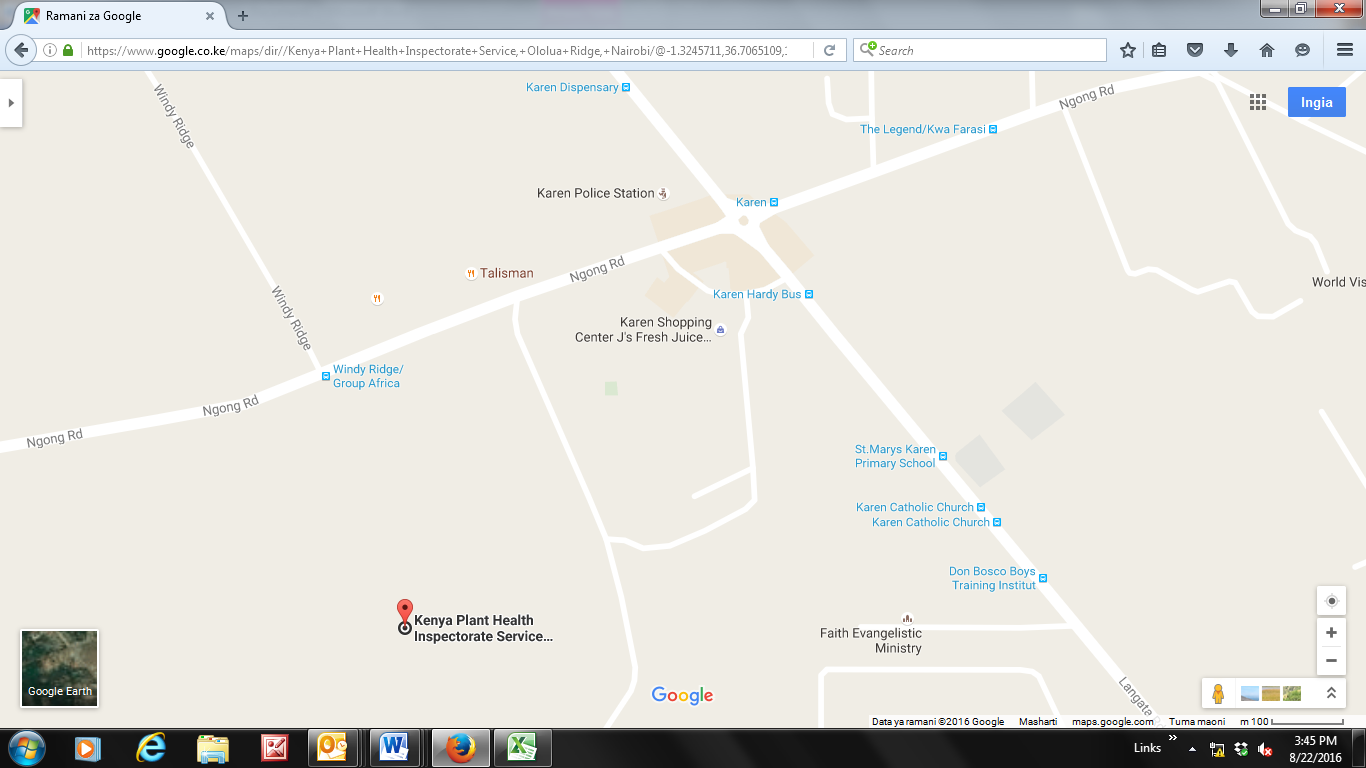 Ramani za Google
https://www.google.co.ke/maps/dir//Kenya+Plant+Health+Inspectorate+Service,+Ololua+Ridge,+Nairobi/@-1.3245711,36.7065109,
Search
Karen Dispensary
Windy Ridge
Ngong Rd
Ingia
The Legend/Kwa Farasi
Karen Police Station
Karen
Talisman
Ngong Rd
World Vis
Karen Hardy Bus
Windy Ridge
Karen Shopping
Center J's Fresh Juice...
Windy Ridge/
Group Africa
Ngong Rd
Ngong Rd
St.Marys Karen
Primary School
Karen Catholic Church
Karen Catholic Church
Don Bosco Boys
Training Institut
Kenya Plant Health
Inspectorate Service...
Faith Evangelistic
Ministry
Google Earth
Google
Langata
Data ya ramani ©2016 Google Masharti maps.google.com Tuma maoni m 100
Links
3:45 PM
8/22/2016